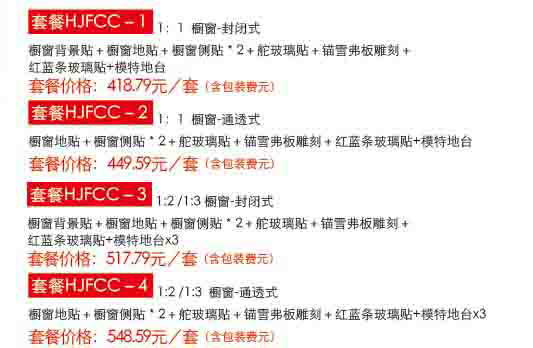 套餐HJFCC – 1 1：1 橱窗-封闭式
橱窗背景贴 + 橱窗地贴 + 橱窗侧贴 * 2 + 舵玻璃贴 + 锚雪弗板雕刻 +
红蓝条玻璃贴+模特地台
套餐价格：418.79元／套（含包装费元）
套餐HJFCC – 2 1：1 橱窗-通透式
橱窗地贴 + 橱窗侧贴 * 2 + 舵玻璃贴 + 锚雪弗板雕刻 + 红蓝条玻璃贴+模特地台
套餐价格：449.59元／套（含包装费元）
套餐HJFCC – 3 1:2 /1:3 橱窗-封闭式
橱窗背景贴 + 橱窗地贴 + 橱窗侧贴 * 2 + 舵玻璃贴 + 锚雪弗板雕刻 +
红蓝条玻璃贴+模特地台x3
套餐价格：517.79元／套（含包装费元）
套餐HJFCC – 4 1:2 /1:3 橱窗-通透式
橱窗地贴 + 橱窗侧贴 * 2 + 舵玻璃贴 + 锚雪弗板雕刻 + 红蓝条玻璃贴+模特地台x3
套餐价格：548.59元／套（含包装费元）